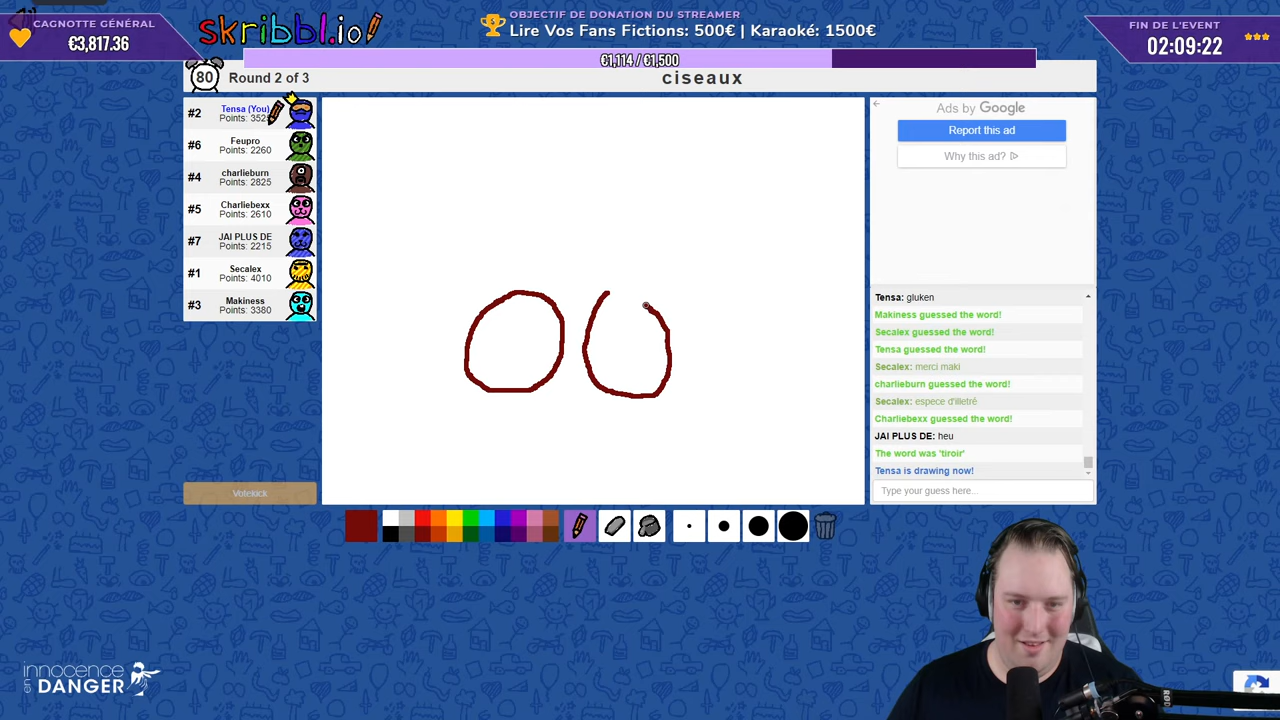 CAGNOTTE GÉNÉRAL
€3,817.36
skribbl.io
OBJECTIF DE DONATION DU STREAMER
Lire Vos Fans Fictions: 500€ | Karaoké: 1500€
€1,114 / €1,500
FIN DE L'EVENT
02:09:22
80
Round 2 of 3
ciseaux
#2
Tensa (You)
Points: 3525
#6
Feupro
Points: 2260
#4
charlieburn
Points: 2825
#5
Charliebexx
Points: 2610
#7
JAI PLUS DE
Points: 2215
#1
Secalex
Points: 4010
#3
Makiness
Points: 3380
Votekick
Ads by Google
Report this ad
Why this ad?
Tensa: gluken
Makiness guessed the word!
Secalex guessed the word!
Tensa guessed the word!
Secalex: merci maki
charlieburn guessed the word!
Secalex: espece d'illetré
Charliebexx guessed the word!
JAI PLUS DE: heu
The word was 'tiroir'
Tensa is drawing now!
Type your guess here...
innocence
en DANGER
RØDE